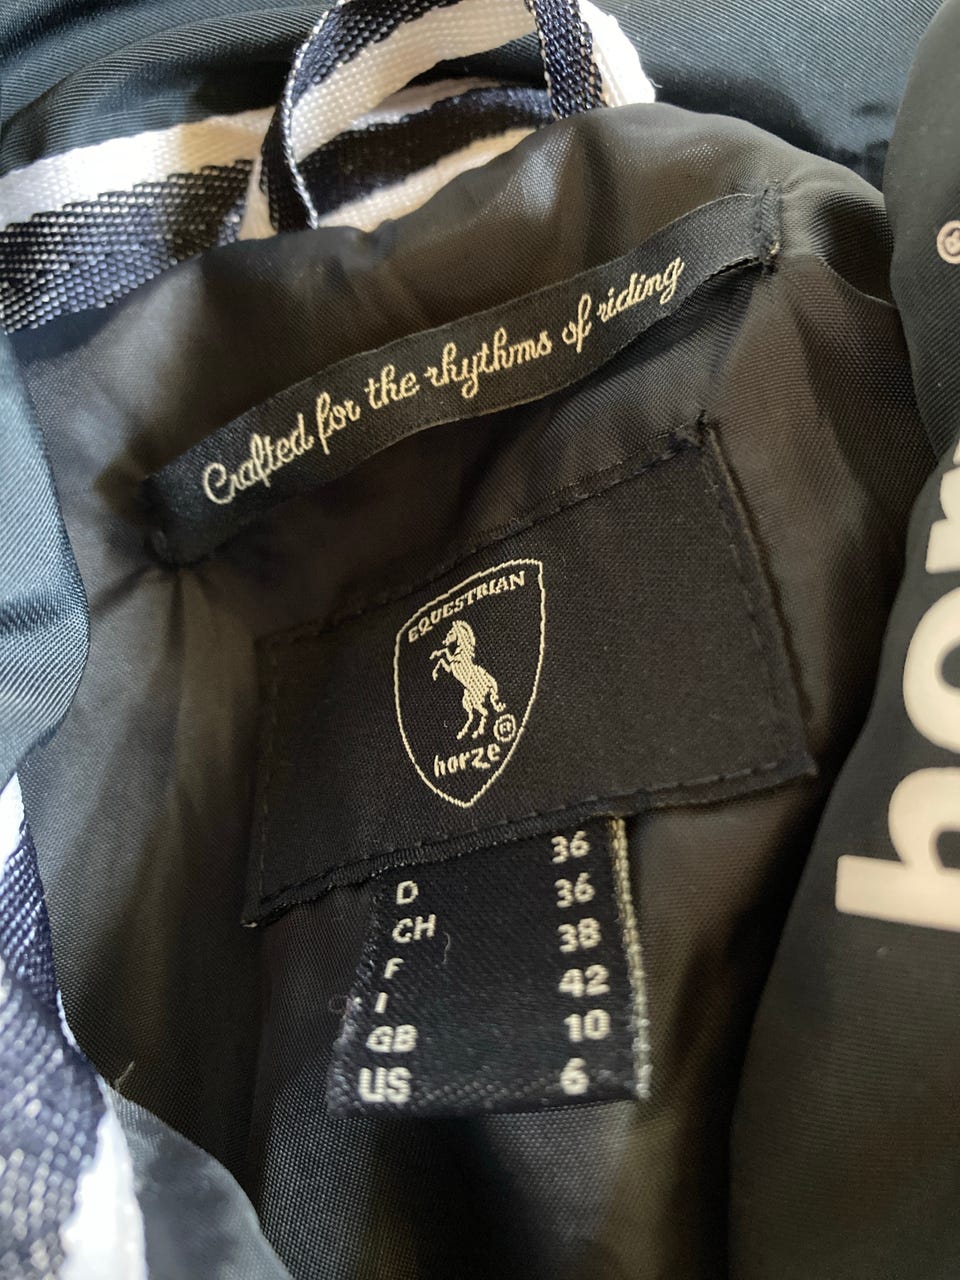 Crafted for the rhythms of riding
EQUESTRIAN
horze®
D 36
CH 36
F 38
I 42
GB 10
US 6
hor
®